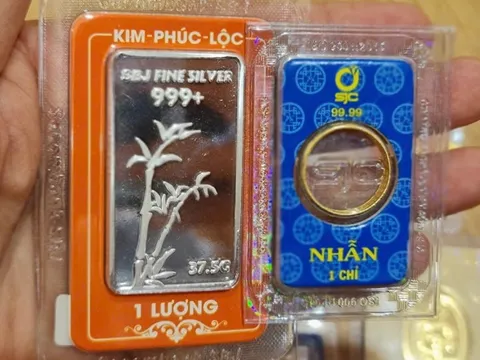 KIM-PHÚC-LỘC
SBJ FINE SILVER
999+
37.5G
1 LƯỢNG
SJC
99.99
SJC
NHẪN
1 CHỈ